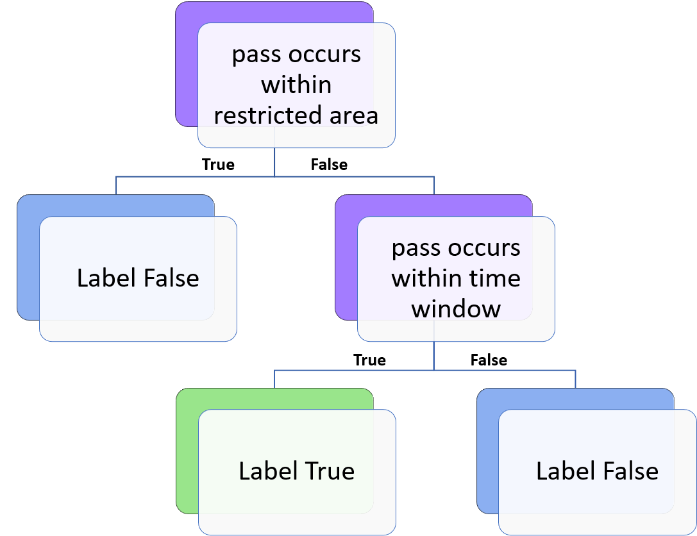 pass occurs
within
restricted area
True
False
Label False
pass occurs
within time
window
True
False
Label True
Label False